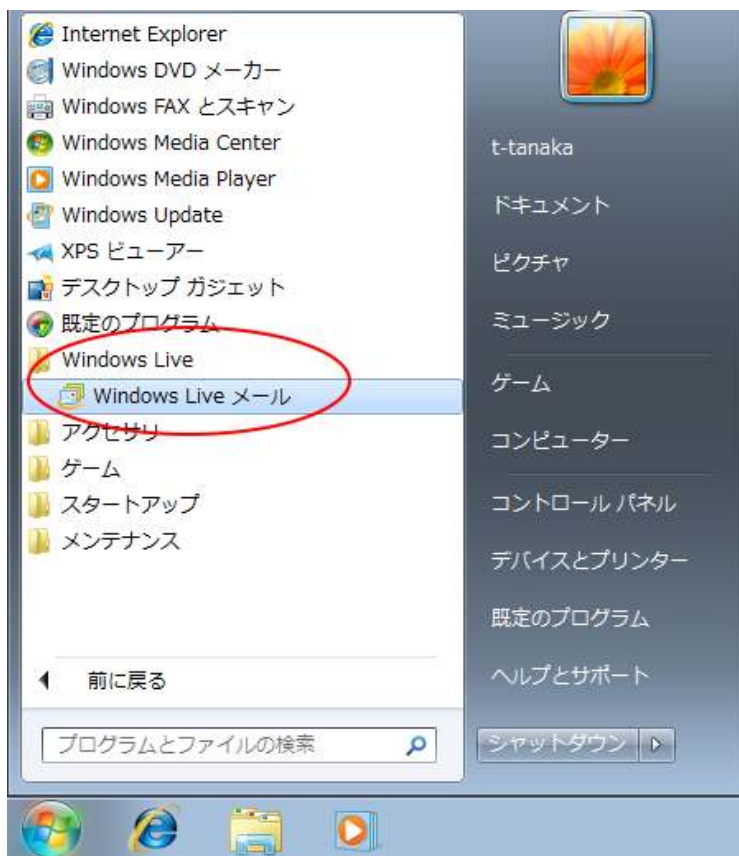 Internet Explorer
Windows DVD メーカー
Windows FAX とスキャン
Windows Media Center
Windows Media Player
Windows Update
XPS ビューアー
デスクトップ ガジェット
既定のプログラム
Windows Live
Windows Live メール
アクセサリ
ゲーム
スタートアップ
メンテナンス
前に戻る
プログラムとファイルの検索
t-tanaka
ドキュメント
ピクチャ
ミュージック
ゲーム
コンピューター
コントロール パネル
デバイスとプリンター
既定のプログラム
ヘルプとサポート
シャットダウン